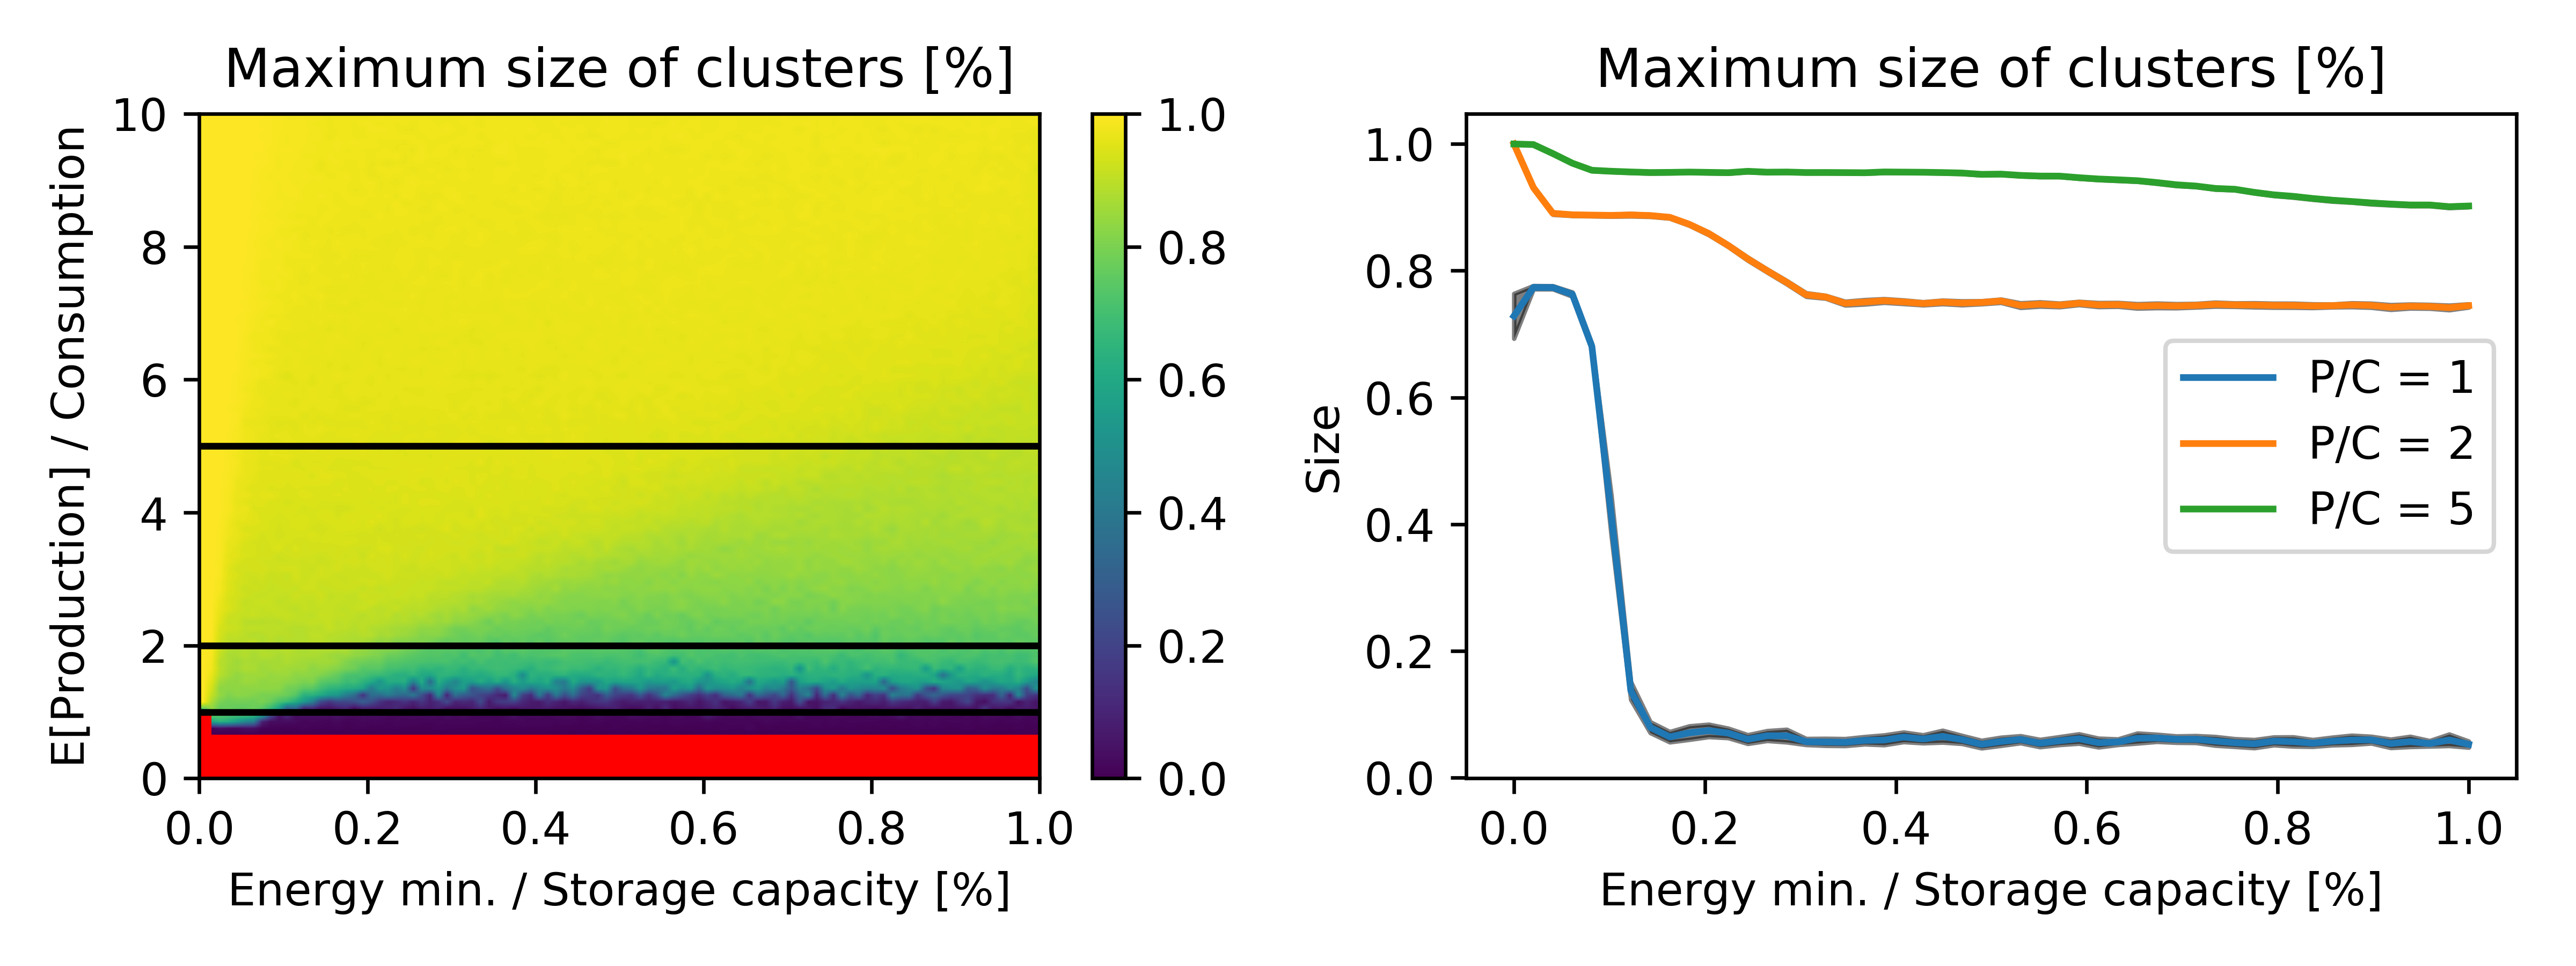 Maximum size of clusters [%]
E[Production] / Consumption
10
8
6
4
2
0
0.0 0.2 0.4 0.6 0.8 1.0
Energy min. / Storage capacity [%]
1.0
0.8
0.6
0.4
0.2
0.0
Maximum size of clusters [%]
Size
1.0
0.8
0.6
0.4
0.2
0.0
P/C = 1
P/C = 2
P/C = 5
0.0 0.2 0.4 0.6 0.8 1.0
Energy min. / Storage capacity [%]